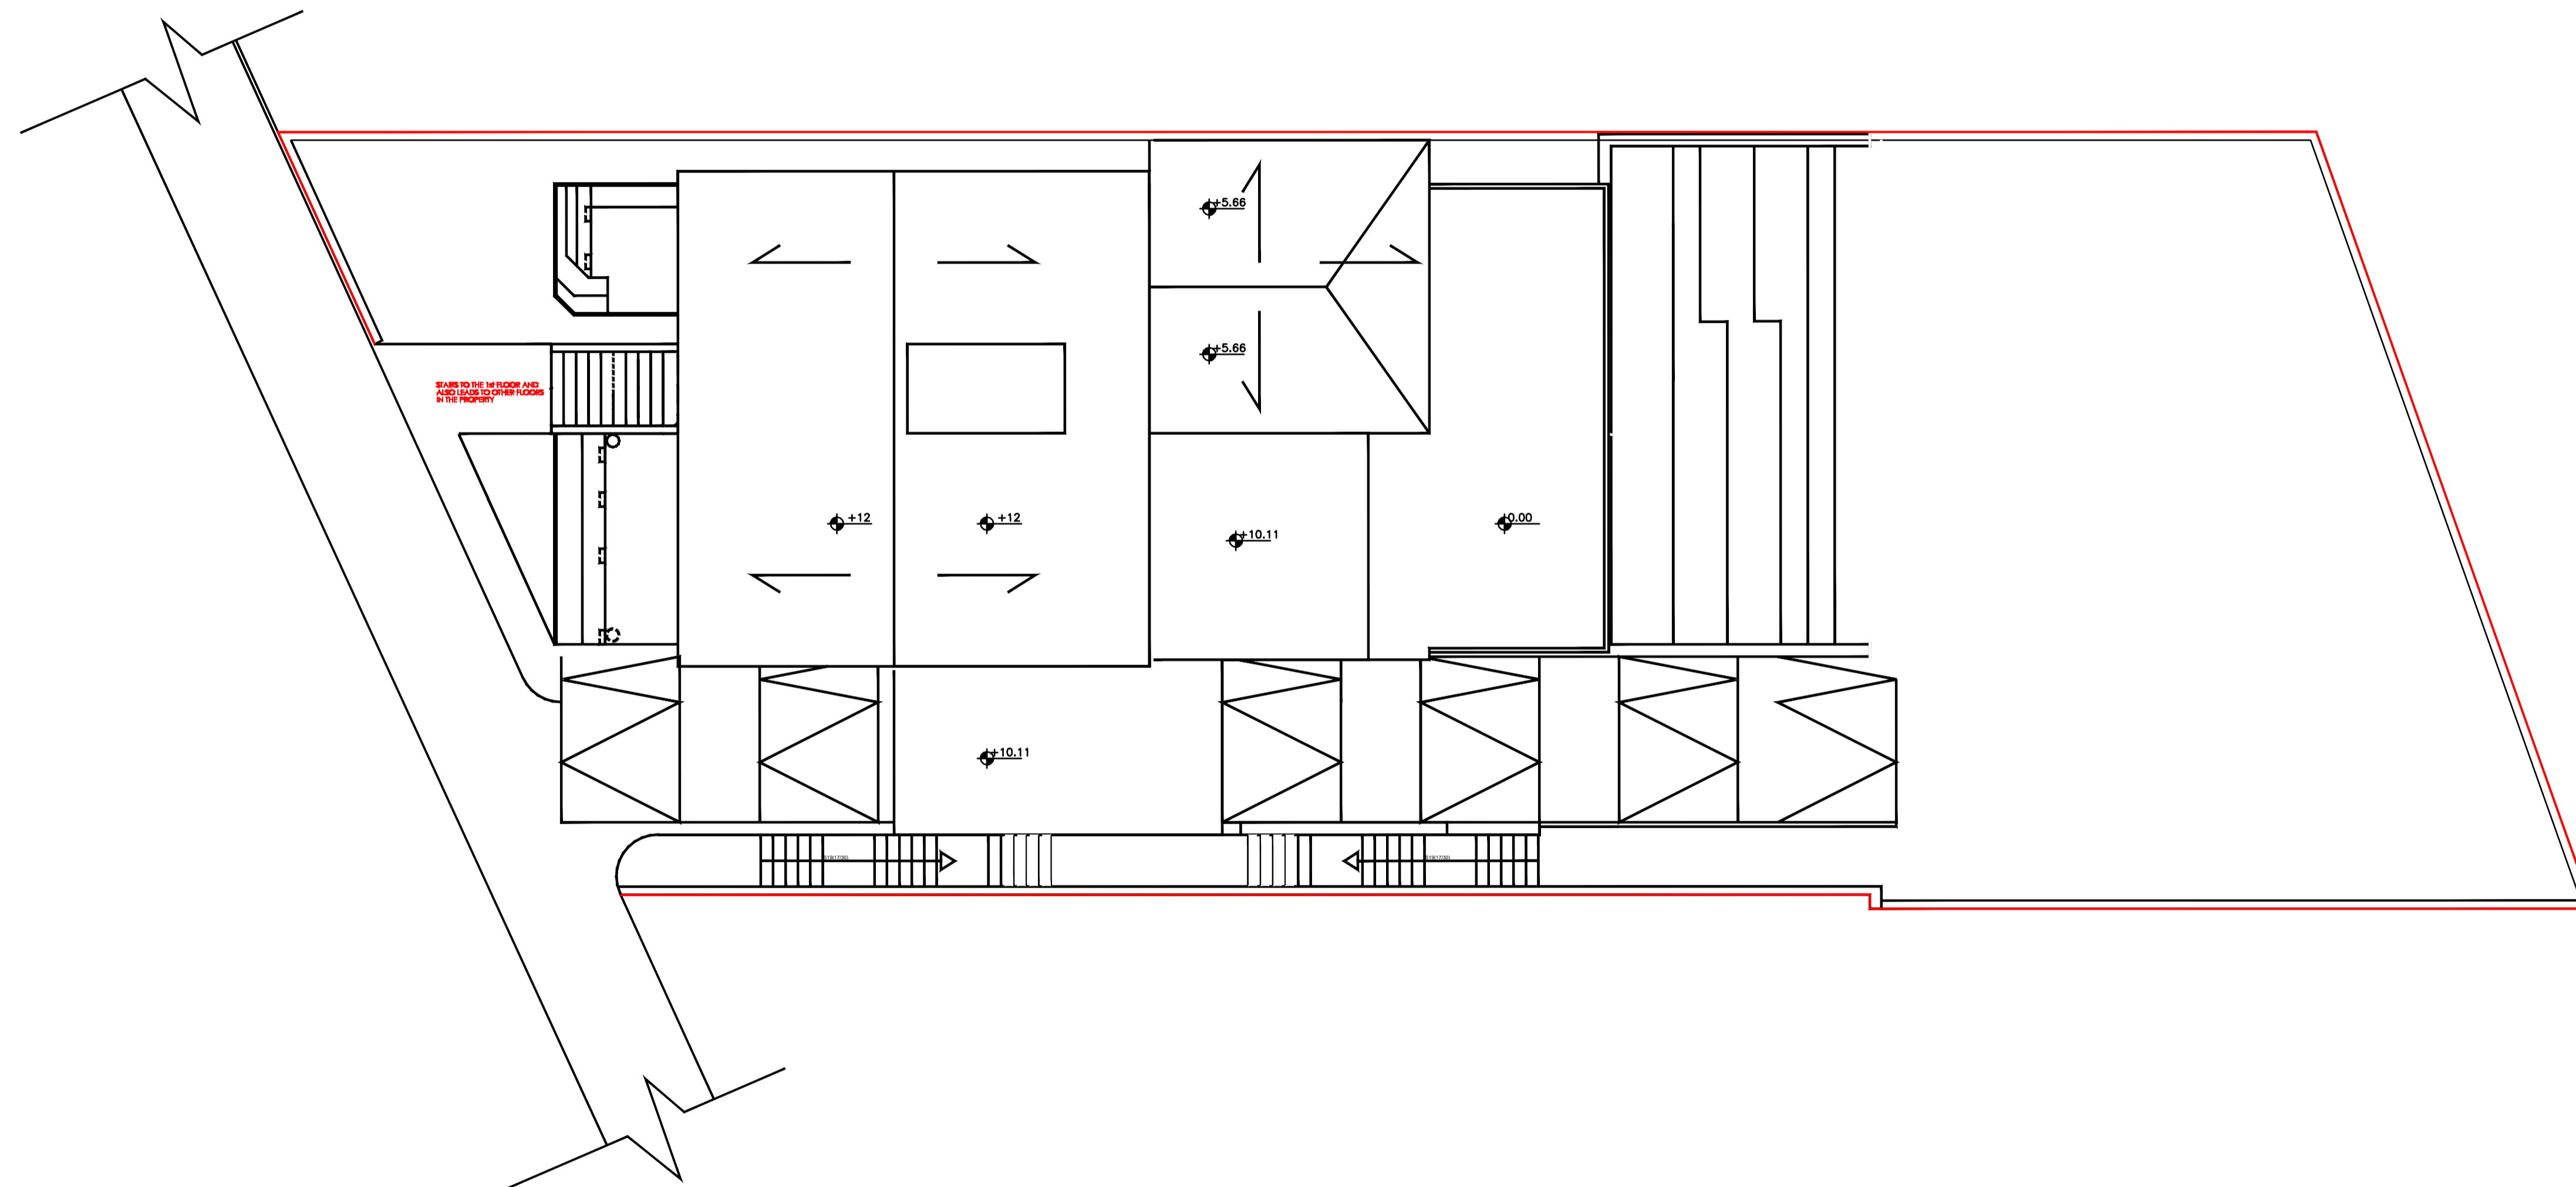 +5.66
+5.66
STAIRS TO THE 1st FLOOR AND
ALSO LEADS TO OTHER FLOORS
IN THE PROPERTY
+12
+12
+10.11
0.00
+10.11